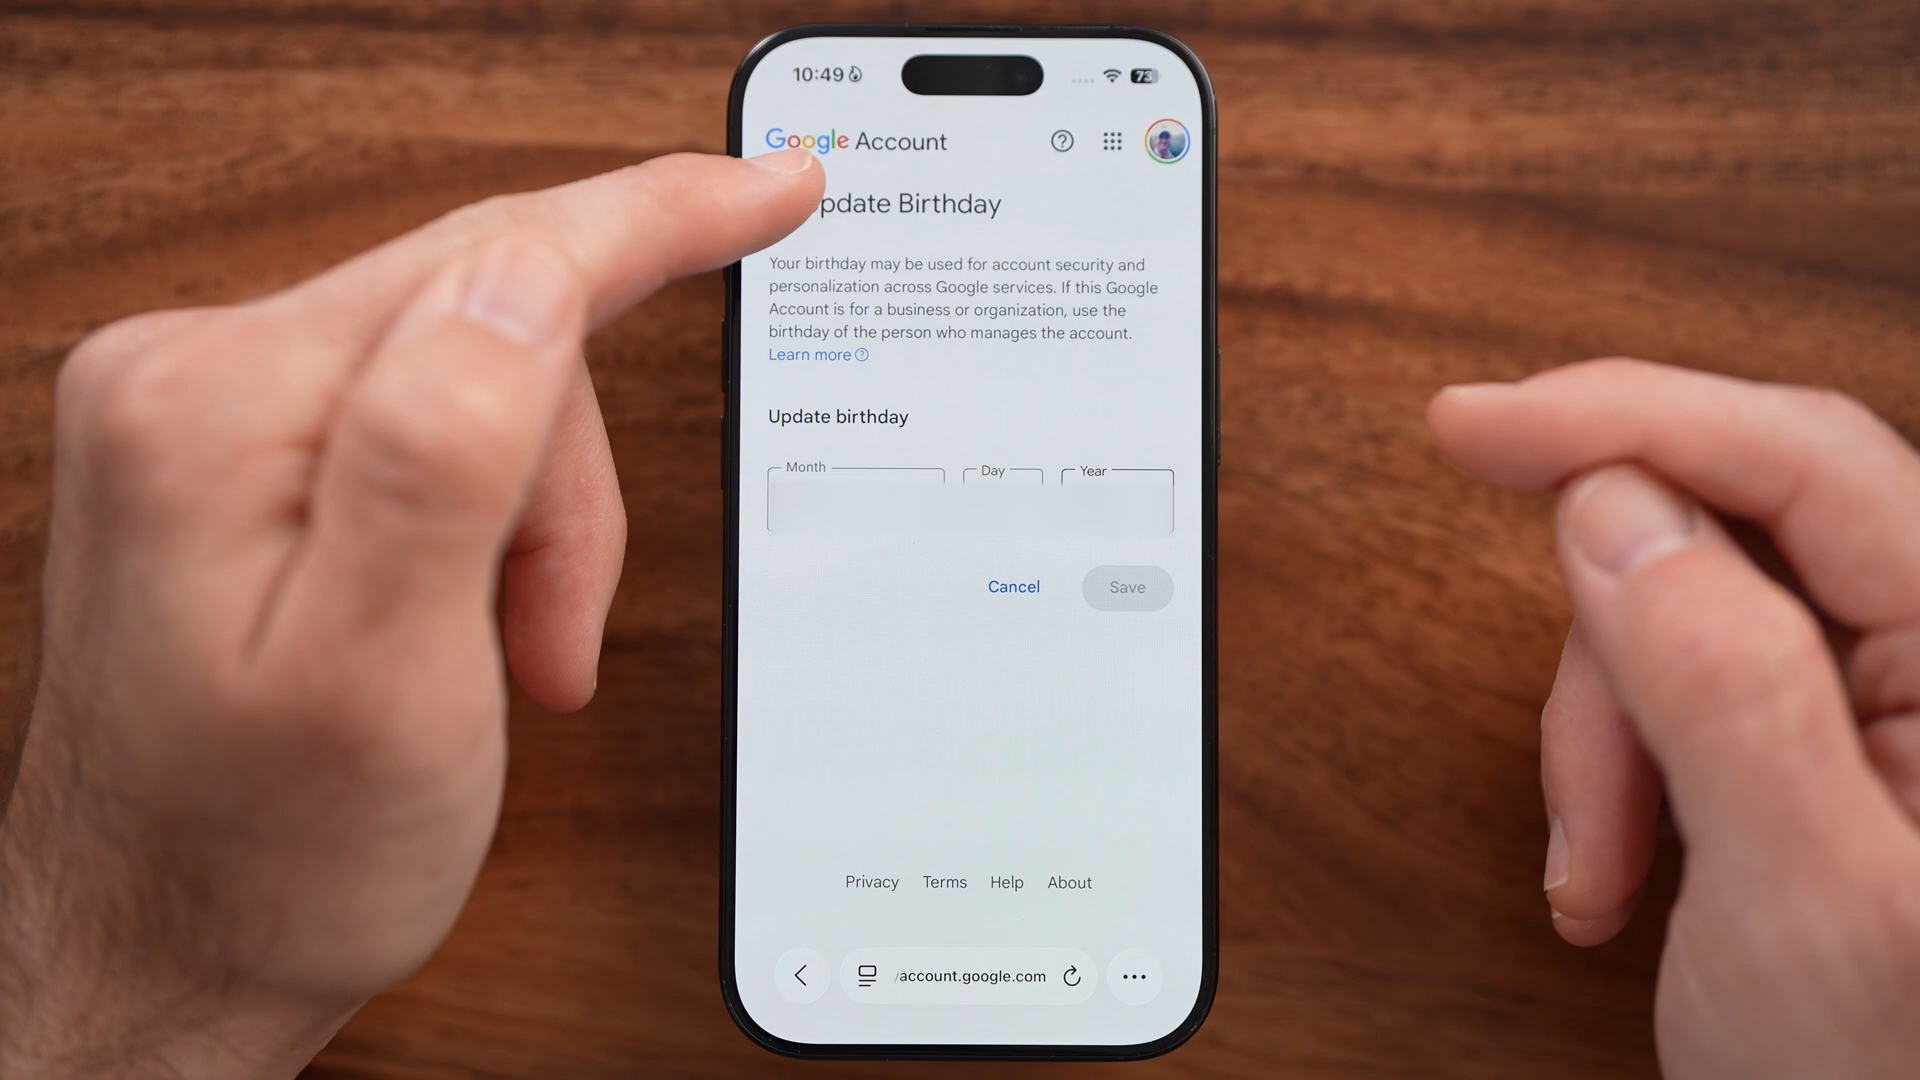 10:49
73
Google Account
pdate Birthday
Your birthday may be used for account security and
personalization across Google services. If this Google
Account is for a business or organization, use the
birthday of the person who manages the account.
Learn more
Update birthday
Month Day Year
Cancel Save
Privacy Terms Help About
/account.google.com